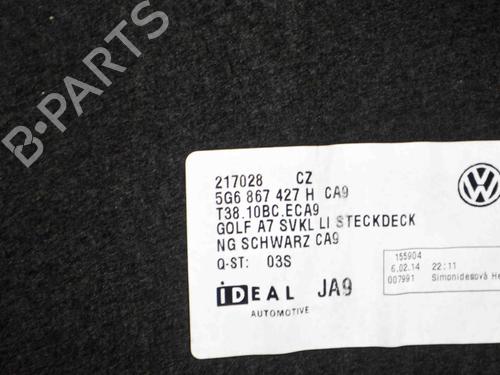 B-PARTS
217028 CZ
5G6 867 427 H CA9
T38.10BC.ECA9
GOLF A7 SVKL LI STECKDECK
NG SCHWARZ CA9
Q-ST: 03S
155904
6.02.14 22:11
007991 Simonidesová He
IDEAL JA9
AUTOMOTIVE